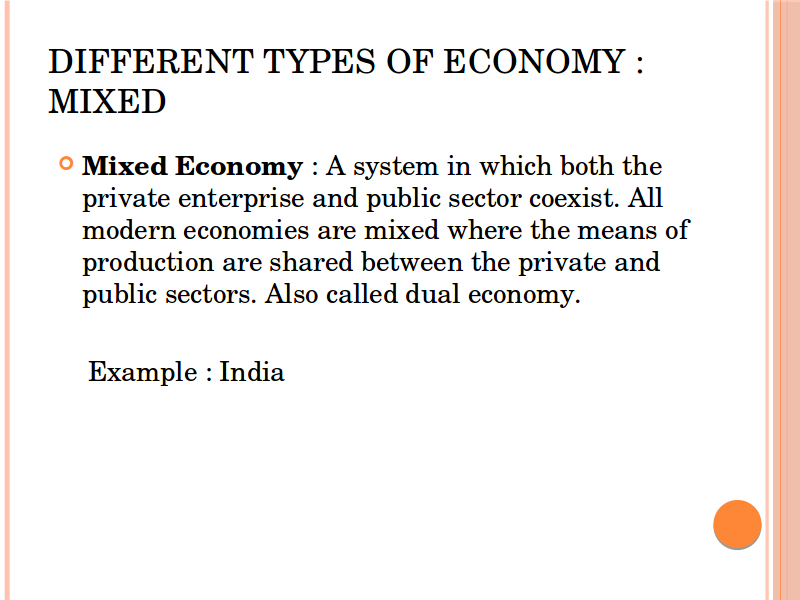 DIFFERENT TYPES OF ECONOMY :
MIXED
Mixed Economy : A system in which both the
private enterprise and public sector coexist. All
modern economies are mixed where the means of
production are shared between the private and
public sectors. Also called dual economy.
Example : India